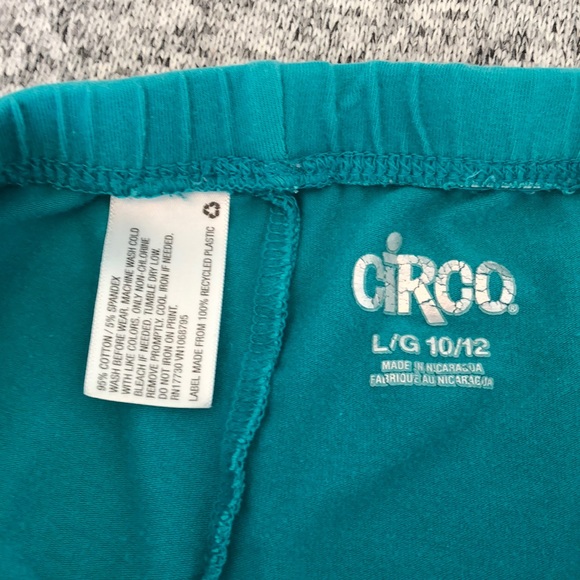 95% COTTON / 5% SPANDEX
WASH BEFORE WEAR. MACHINE WASH COLD
WITH LIKE COLORS. ONLY NON-CHLORINE
BLEACH IF NEEDED. TUMBLE DRY LOW.
REMOVE PROMPTLY. COOL IRON IF NEEDED.
DO NOT IRON ON PRINT.
RN17730 VN1068795
LABEL MADE FROM 100% RECYCLED PLASTIC
CIRCO®
L/G 10/12
MADE IN NICARAGUA
FABRIQUÉ AU NICARAGUA